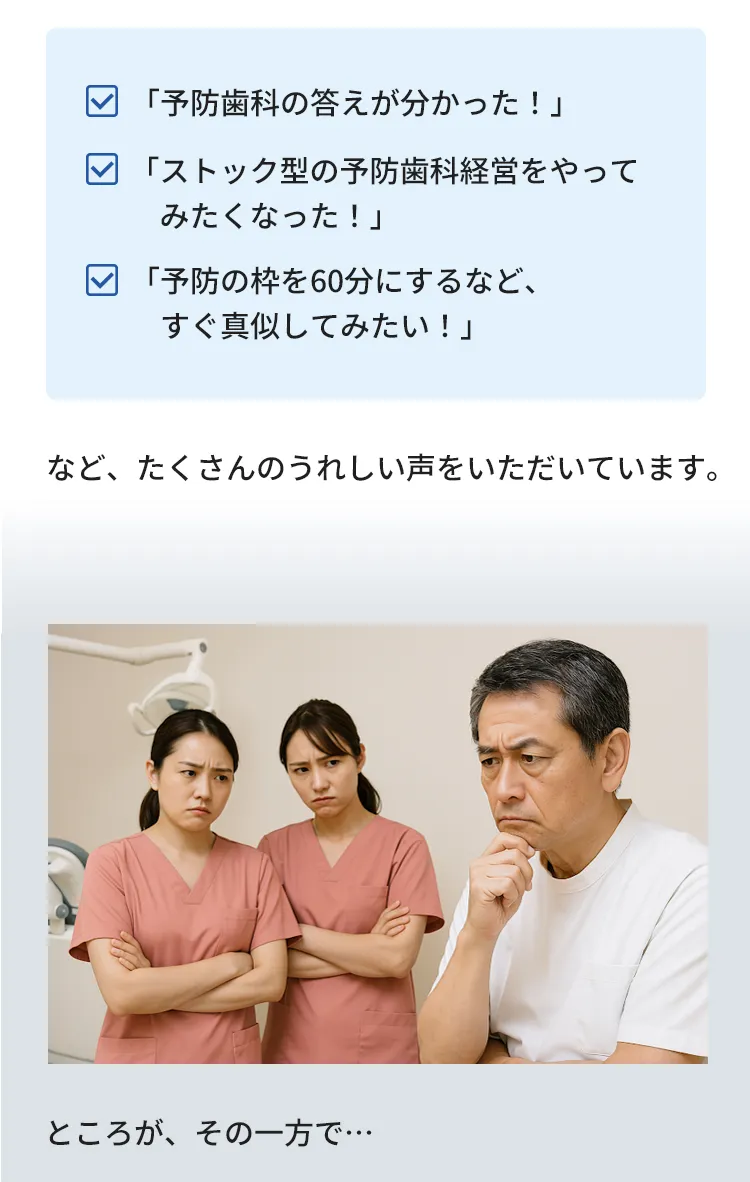 「予防歯科の答えが分かった！」
「ストック型の予防歯科経営をやって
みたくなった！」
「予防の枠を60分にするなど、
すぐ真似してみたい！」
など、たくさんのうれしい声をいただいています。
ところが、その一方で…